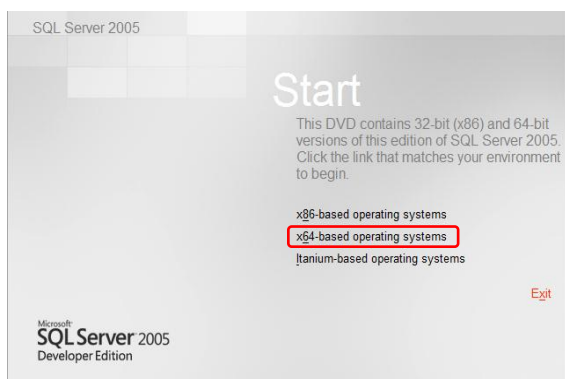 SQL Server 2005
Start
This DVD contains 32-bit (x86) and 64-bit
versions of this edition of SQL Server 2005.
Click the link that matches your environment
to begin.
x86-based operating systems
x64-based operating systems
Itanium-based operating systems
Exit
Microsoft
SQL Server 2005
Developer Edition